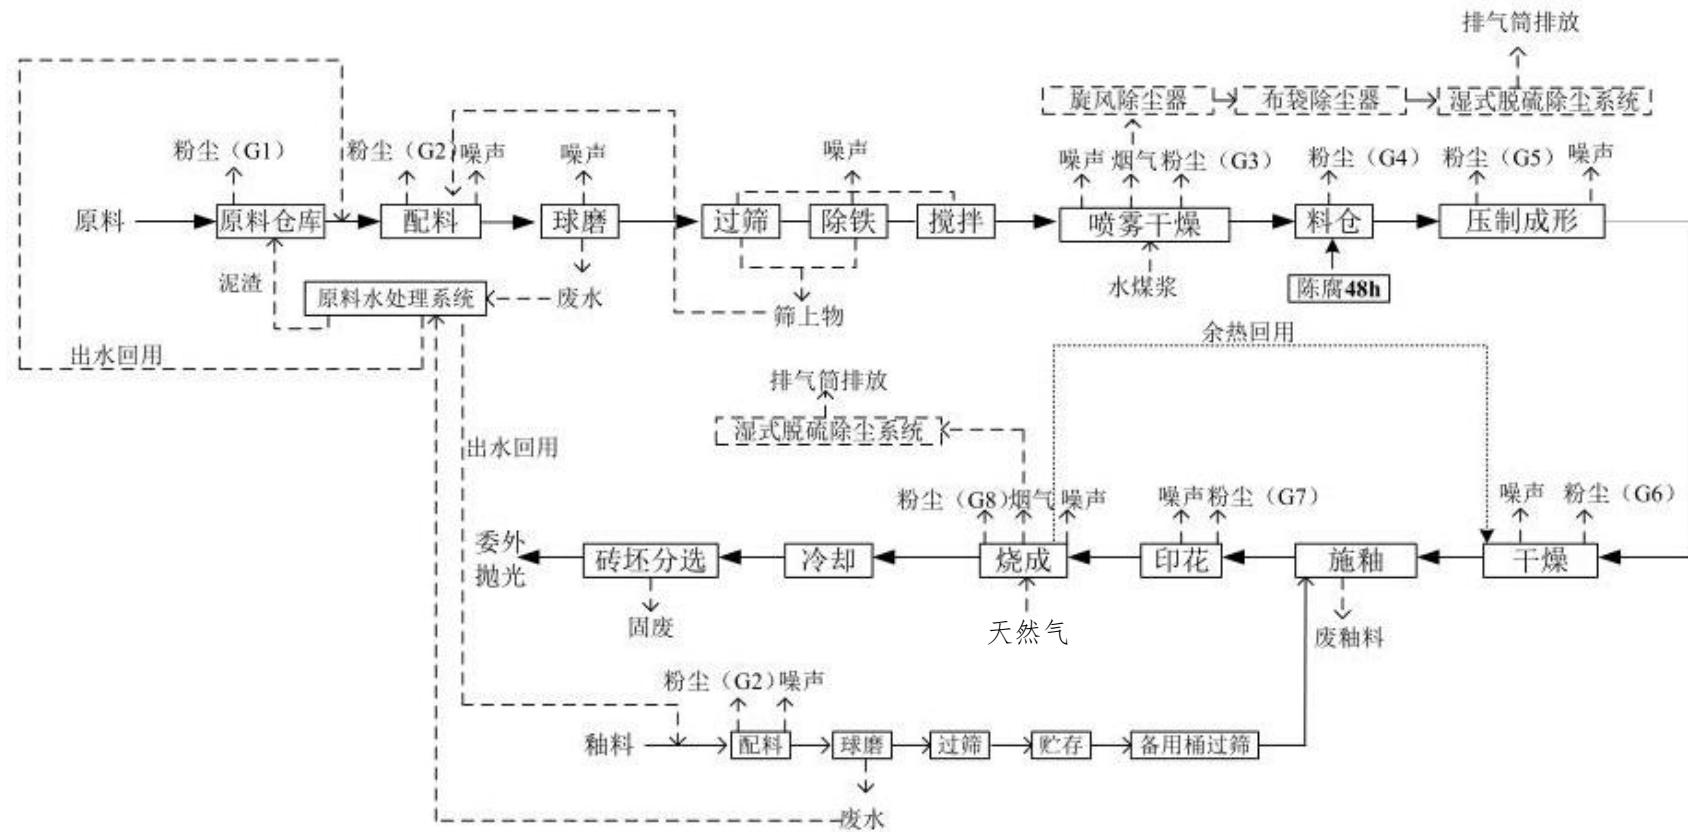 排气筒排放
旋风除尘器
布袋除尘器
湿式脱硫除尘系统
粉尘（G1）
粉尘（G2）
噪声
噪声
噪声
噪声
烟气
粉尘（G3）
粉尘（G4）
粉尘（G5）
噪声
原料
原料仓库
配料
球磨
过筛
除铁
搅拌
喷雾干燥
料仓
压制成形
泥渣
原料水处理系统
废水
筛上物
水煤浆
陈腐48h
出水回用
余热回用
排气筒排放
湿式脱硫除尘系统
出水回用
粉尘（G8）
烟气
噪声
噪声
粉尘（G7）
噪声
粉尘（G6）
委外
抛光
砖坯分选
冷却
烧成
印花
施釉
干燥
固废
天然气
废釉料
粉尘（G2）
噪声
釉料
配料
球磨
过筛
贮存
备用桶过筛
废水